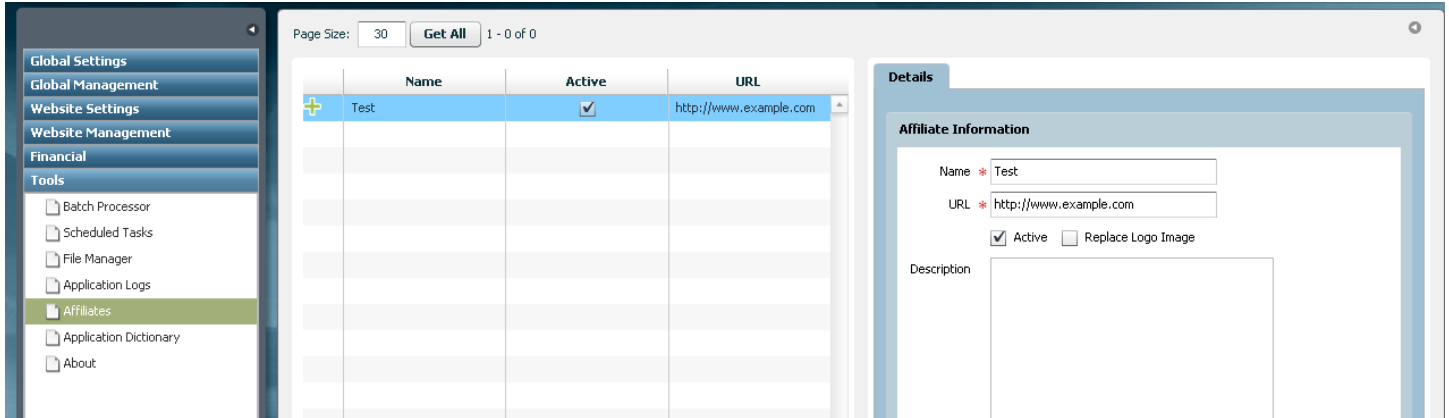 Page Size: 30 Get All 1 - 0 of 0
Global Settings
Global Management
Website Settings
Website Management
Financial
Tools
Batch Processor
Scheduled Tasks
File Manager
Application Logs
Affiliates
Application Dictionary
About
Name Active URL
Test http://www.example.com
Details
Affiliate Information
Name * Test
URL * http://www.example.com
Active Replace Logo Image
Description